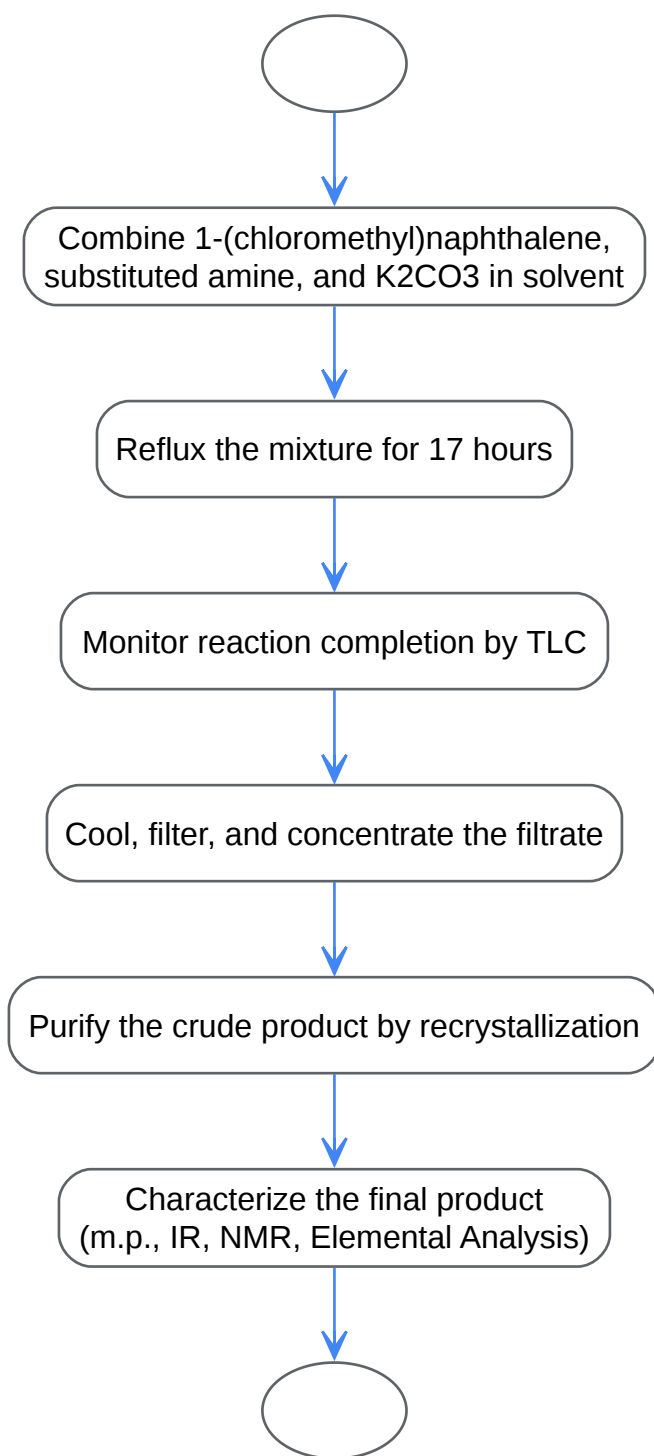 Combine 1-(chloromethyl)naphthalene,
substituted amine, and K2CO3 in solvent
Reflux the mixture for 17 hours
Monitor reaction completion by TLC
Cool, filter, and concentrate the filtrate
Purify the crude product by recrystallization
Characterize the final product
(m.p., IR, NMR, Elemental Analysis)